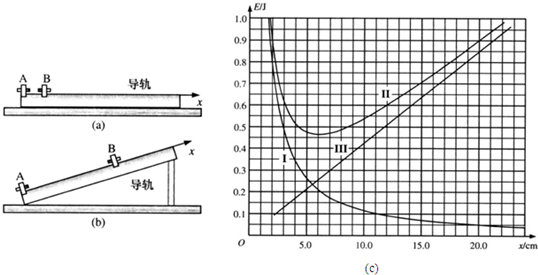 A B 导轨 x
(a)
B x
A 导轨
(b)
E/J
1.0
0.9
0.8
0.7
0.6
0.5
0.4
0.3
0.2
0.1
O
II
III
I
5.0 10.0 15.0 20.0 x/cm
(c)